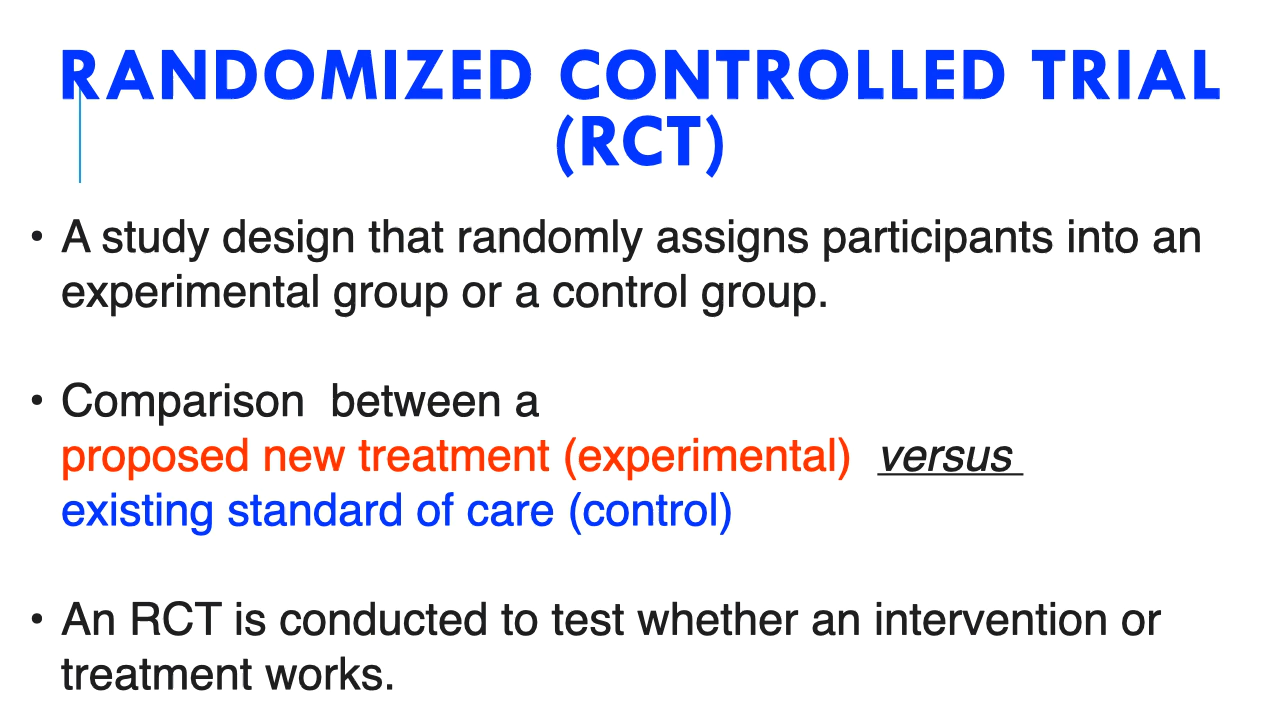 RANDOMIZED CONTROLLED TRIAL
(RCT)
• A study design that randomly assigns participants into an
experimental group or a control group.
• Comparison  between a
proposed new treatment (experimental)  versus
existing standard of care (control)
• An RCT is conducted to test whether an intervention or
treatment works.